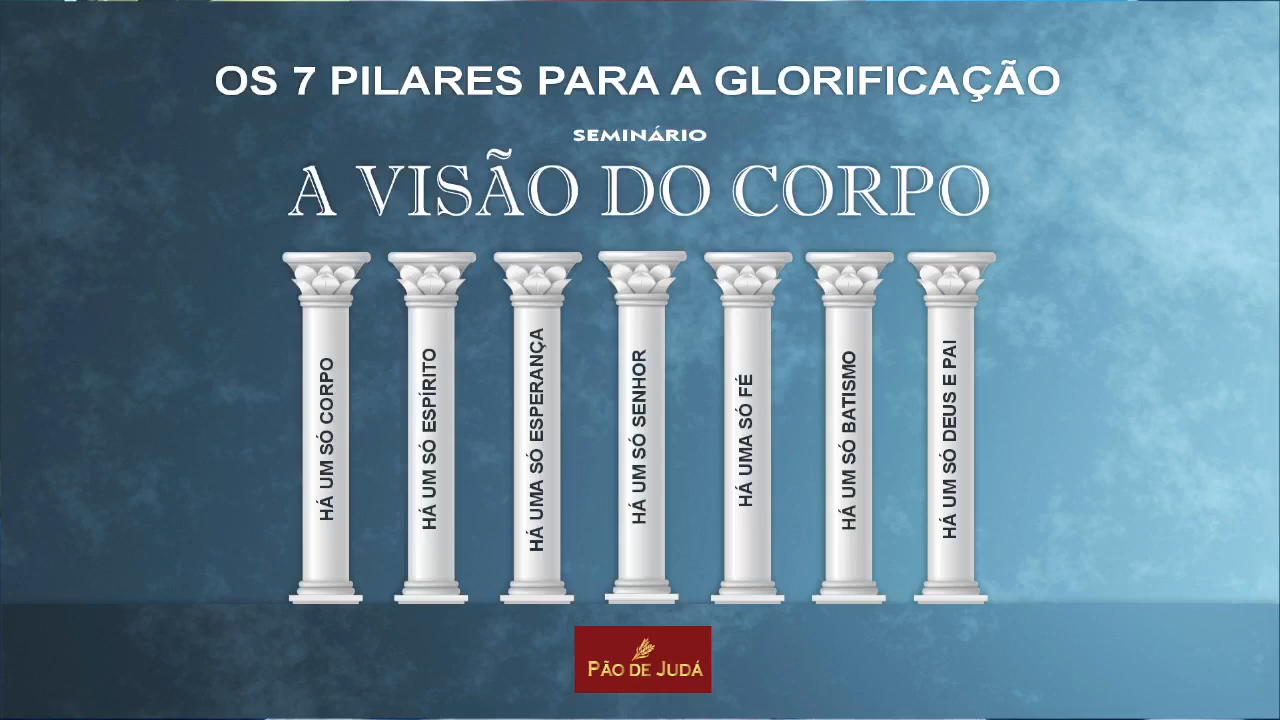 OS 7 PILARES PARA A GLORIFICAÇÃO
SEMINÁRIO
A VISÃO DO CORPO
HÁ UM SÓ CORPO
HÁ UM SÓ ESPÍRITO
HÁ UMA SÓ ESPERANÇA
HÁ UM SÓ SENHOR
HÁ UMA SÓ FÉ
HÁ UM SÓ BATISMO
HÁ UM SÓ DEUS E PAI
PÃO DE JUDÁ